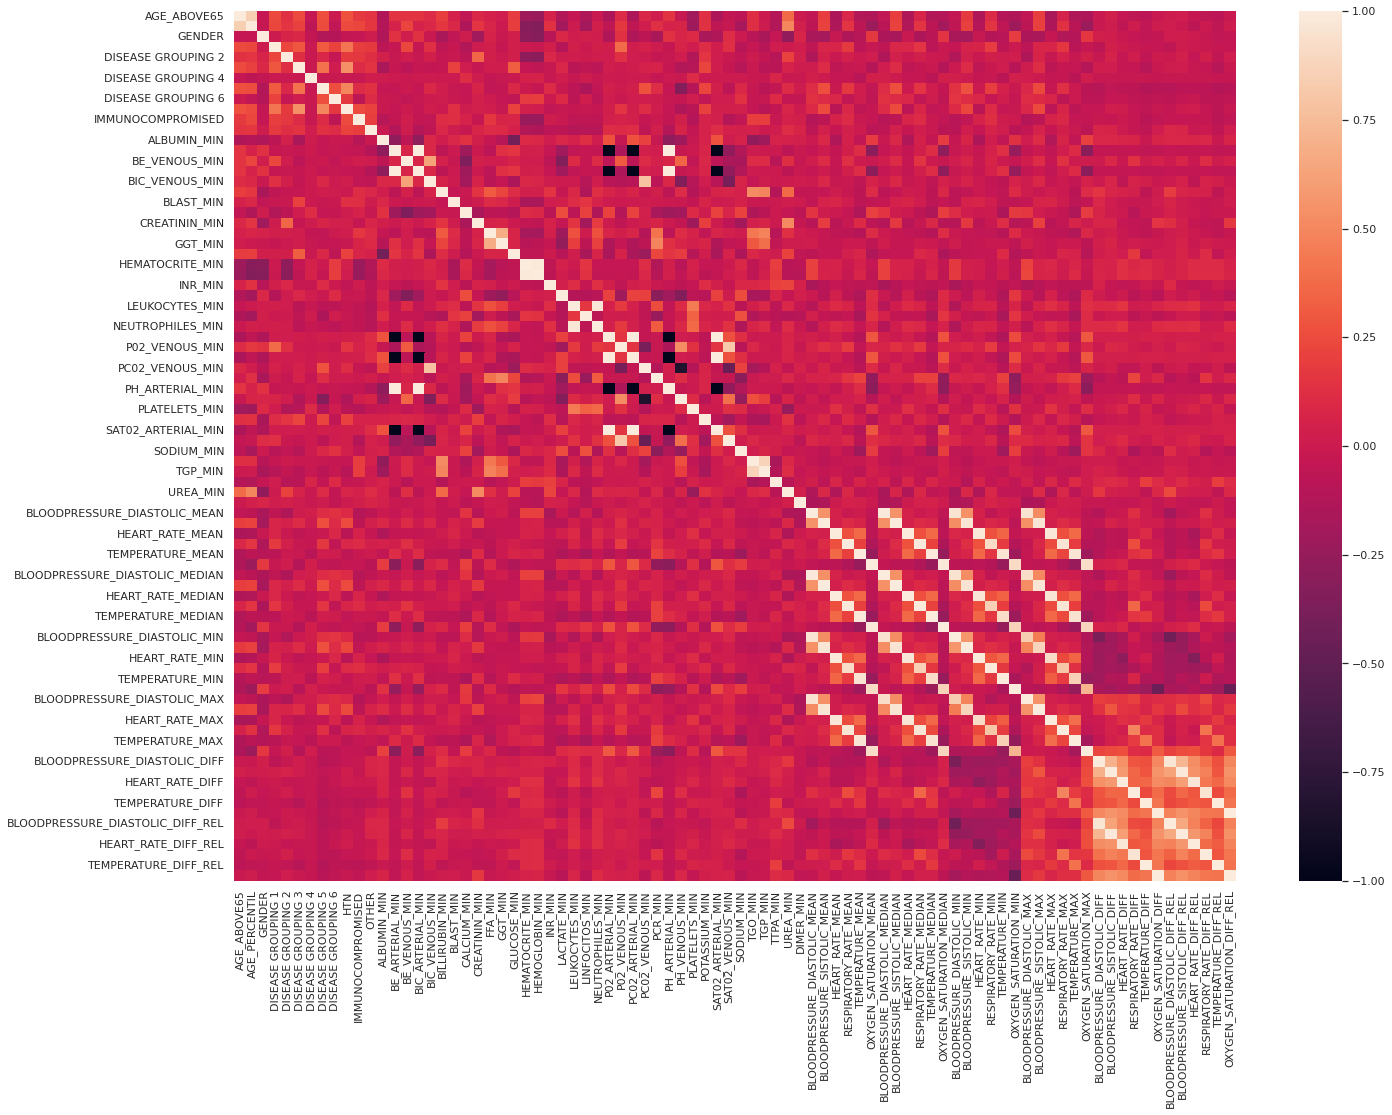 AGE_ABOVE65
GENDER
DISEASE GROUPING 2
DISEASE GROUPING 4
DISEASE GROUPING 6
IMMUNOCOMPROMISED
ALBUMIN_MIN
BE_VENOUS_MIN
BIC_VENOUS_MIN
BLAST_MIN
CREATININ_MIN
GGT_MIN
HEMATOCRITE_MIN
INR_MIN
LEUKOCYTES_MIN
NEUTROPHILES_MIN
P02_VENOUS_MIN
PC02_VENOUS_MIN
PH_ARTERIAL_MIN
PLATELETS_MIN
SAT02_ARTERIAL_MIN
SODIUM_MIN
TGP_MIN
UREA_MIN
BLOODPRESSURE_DIASTOLIC_MEAN
HEART_RATE_MEAN
TEMPERATURE_MEAN
BLOODPRESSURE_DIASTOLIC_MEDIAN
HEART_RATE_MEDIAN
TEMPERATURE_MEDIAN
BLOODPRESSURE_DIASTOLIC_MIN
HEART_RATE_MIN
TEMPERATURE_MIN
BLOODPRESSURE_DIASTOLIC_MAX
HEART_RATE_MAX
TEMPERATURE_MAX
BLOODPRESSURE_DIASTOLIC_DIFF
HEART_RATE_DIFF
TEMPERATURE_DIFF
BLOODPRESSURE_DIASTOLIC_DIFF_REL
HEART_RATE_DIFF_REL
TEMPERATURE_DIFF_REL
AGE_ABOVE65
AGE_PERCENTIL
GENDER
DISEASE GROUPING 1
DISEASE GROUPING 2
DISEASE GROUPING 3
DISEASE GROUPING 4
DISEASE GROUPING 5
DISEASE GROUPING 6
HTN
IMMUNOCOMPROMISED
OTHER
ALBUMIN_MIN
BE_ARTERIAL_MIN
BE_VENOUS_MIN
BIC_ARTERIAL_MIN
BIC_VENOUS_MIN
BILLIRUBIN_MIN
BLAST_MIN
CALCIUM_MIN
CREATININ_MIN
FFA_MIN
GGT_MIN
GLUCOSE_MIN
HEMATOCRITE_MIN
HEMOGLOBIN_MIN
INR_MIN
LACTATE_MIN
LEUKOCYTES_MIN
LINFOCITOS_MIN
NEUTROPHILES_MIN
P02_ARTERIAL_MIN
P02_VENOUS_MIN
PC02_ARTERIAL_MIN
PC02_VENOUS_MIN
PCR_MIN
PH_ARTERIAL_MIN
PH_VENOUS_MIN
PLATELETS_MIN
POTASSIUM_MIN
SAT02_ARTERIAL_MIN
SAT02_VENOUS_MIN
SODIUM_MIN
TGO_MIN
TGP_MIN
TTPA_MIN
UREA_MIN
DIMER_MIN
BLOODPRESSURE_DIASTOLIC_MEAN
BLOODPRESSURE_SISTOLIC_MEAN
HEART_RATE_MEAN
RESPIRATORY_RATE_MEAN
TEMPERATURE_MEAN
OXYGEN_SATURATION_MEAN
BLOODPRESSURE_DIASTOLIC_MEDIAN
BLOODPRESSURE_SISTOLIC_MEDIAN
HEART_RATE_MEDIAN
RESPIRATORY_RATE_MEDIAN
TEMPERATURE_MEDIAN
OXYGEN_SATURATION_MEDIAN
BLOODPRESSURE_DIASTOLIC_MIN
BLOODPRESSURE_SISTOLIC_MIN
HEART_RATE_MIN
RESPIRATORY_RATE_MIN
TEMPERATURE_MIN
OXYGEN_SATURATION_MIN
BLOODPRESSURE_DIASTOLIC_MAX
BLOODPRESSURE_SISTOLIC_MAX
HEART_RATE_MAX
RESPIRATORY_RATE_MAX
TEMPERATURE_MAX
OXYGEN_SATURATION_MAX
BLOODPRESSURE_DIASTOLIC_DIFF
BLOODPRESSURE_SISTOLIC_DIFF
HEART_RATE_DIFF
RESPIRATORY_RATE_DIFF
TEMPERATURE_DIFF
OXYGEN_SATURATION_DIFF
BLOODPRESSURE_DIASTOLIC_DIFF_REL
BLOODPRESSURE_SISTOLIC_DIFF_REL
HEART_RATE_DIFF_REL
RESPIRATORY_RATE_DIFF_REL
TEMPERATURE_DIFF_REL
OXYGEN_SATURATION_DIFF_REL
1.00
0.75
0.50
0.25
0.00
−0.25
−0.50
−0.75
−1.00